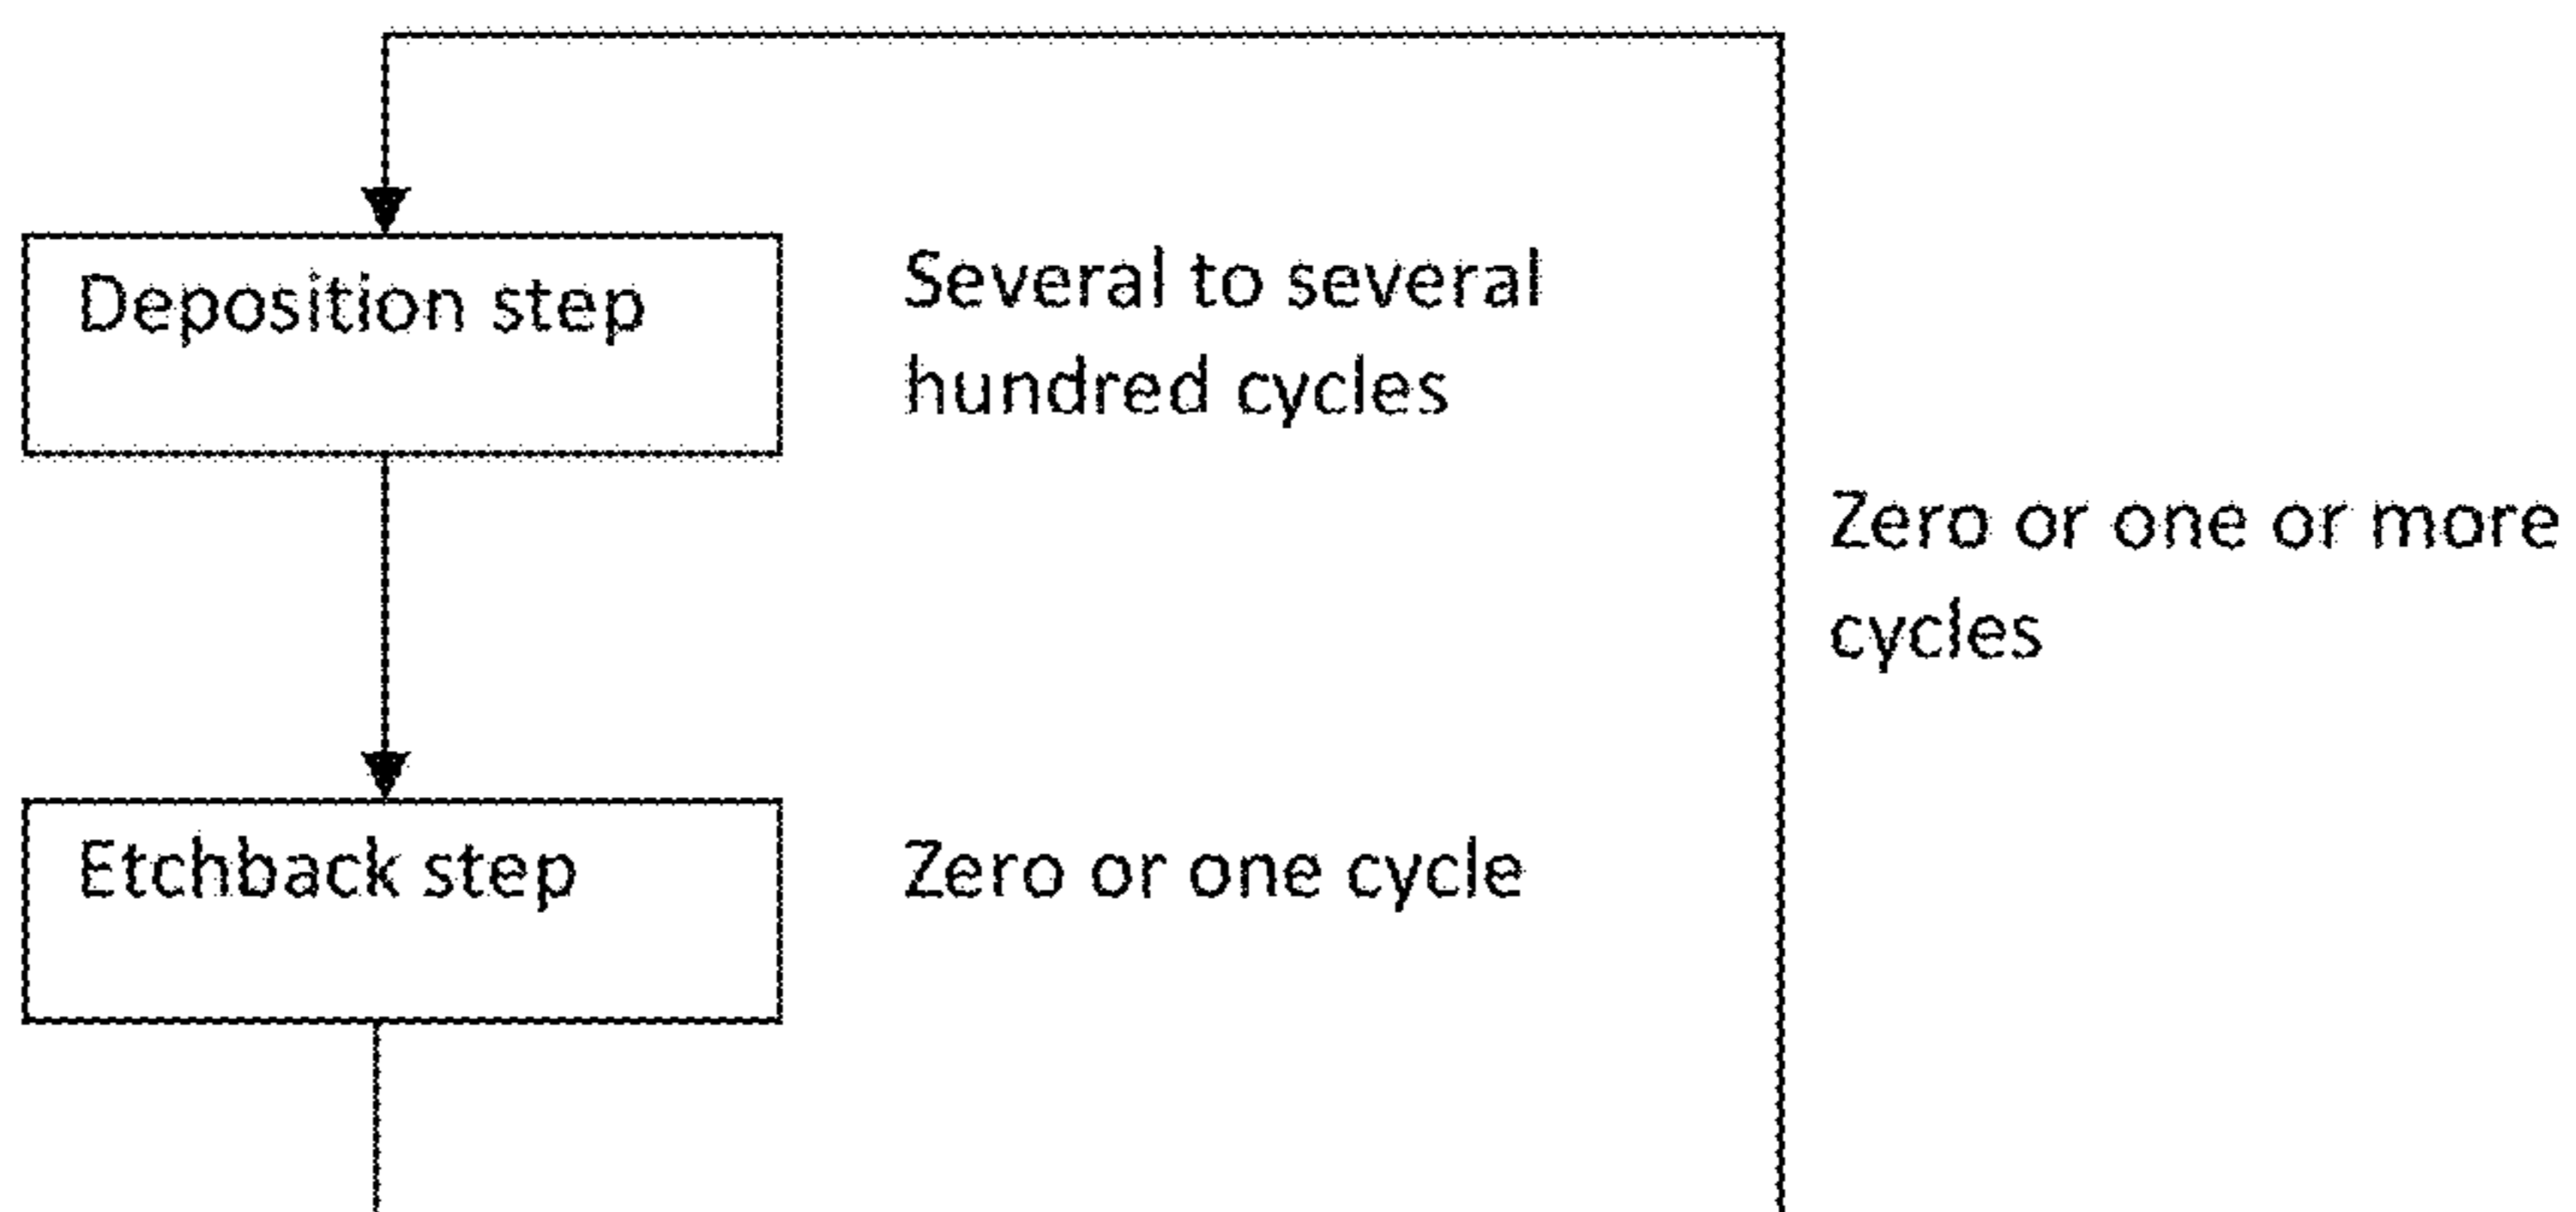 Deposition step
Several to several
hundred cycles
Zero or one or more
cycles
Etchback step
Zero or one cycle